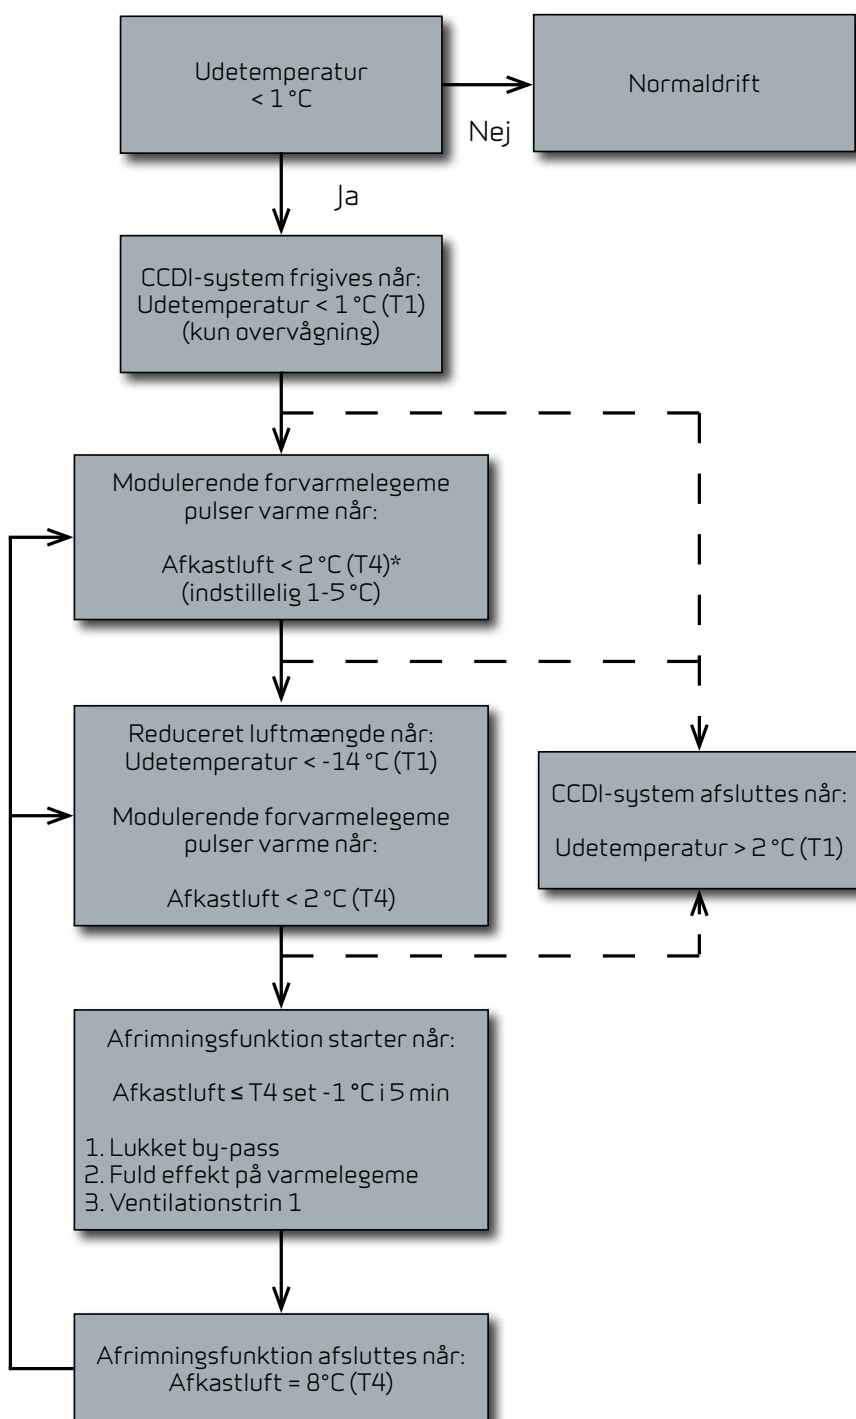 Udetemperatur
< 1 °C
Normaldrift
Nej
Ja
CCDI-system frigives når:
Udetemperatur < 1 °C (T1)
(kun overvågning)
Modulerende forvarmelegeme
pulser varme når:
Afkastluft < 2 °C (T4)*
(indstillelig 1-5 °C)
Reduceret luftmængde når:
Udetemperatur < -14 °C (T1)
Modulerende forvarmelegeme
pulser varme når:
Afkastluft < 2 °C (T4)
CCDI-system afsluttes når:
Udetemperatur > 2 °C (T1)
Afrimningsfunktion starter når:
Afkastluft ≤ T4 set -1 °C i 5 min
1. Lukket by-pass
2. Fuld effekt på varmelegeme
3. Ventilationstrin 1
Afrimningsfunktion afsluttes når:
Afkastluft = 8°C (T4)